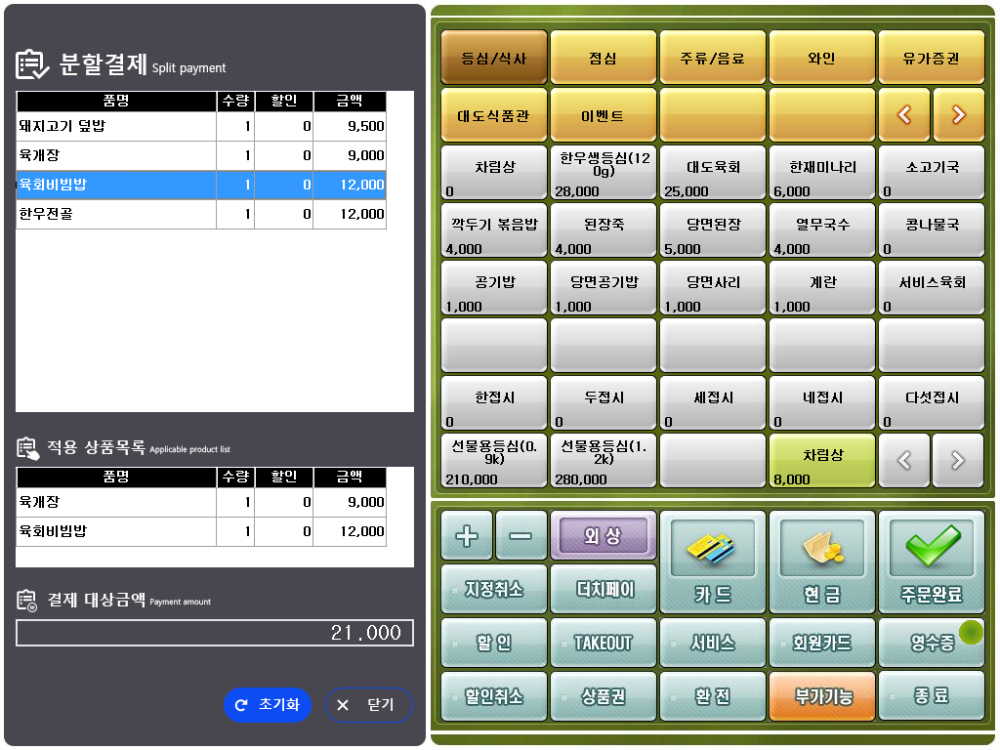 분할결제 Split payment
품명 수량 할인 금액
돼지고기 덮밥 1 0 9,500
육개장 1 0 9,000
육회비빔밥 1 0 12,000
한우전골 1 0 12,000
적용 상품목록 Applicable product list
품명 수량 할인 금액
육개장 1 0 9,000
육회비빔밥 1 0 12,000
결제 대상금액 Payment amount
21,000
초기화 닫기
등심/식사 점심 주류/음료 와인 유가증권
대도식품관 이벤트
차림상 한우생등심(120g) 대도육회 한재미나리 소고기국
0 28,000 25,000 6,000 0
깍두기 볶음밥 된장죽 당면된장 열무국수 콩나물국
4,000 4,000 5,000 4,000 0
공기밥 당면공기밥 당면사리 계란 서비스육회
1,000 1,000 1,000 1,000 0
한접시 두접시 세접시 네접시 다섯접시
0 0 0 0 0
선물용등심(0.9k) 선물용등심(1.2k) 차림상
210,000 280,000 8,000
+ − 외상 카드 현금 주문완료
지정취소 더치페이
할인 TAKEOUT 서비스 회원카드 영수증
할인취소 상품권 환전 부가기능 종료